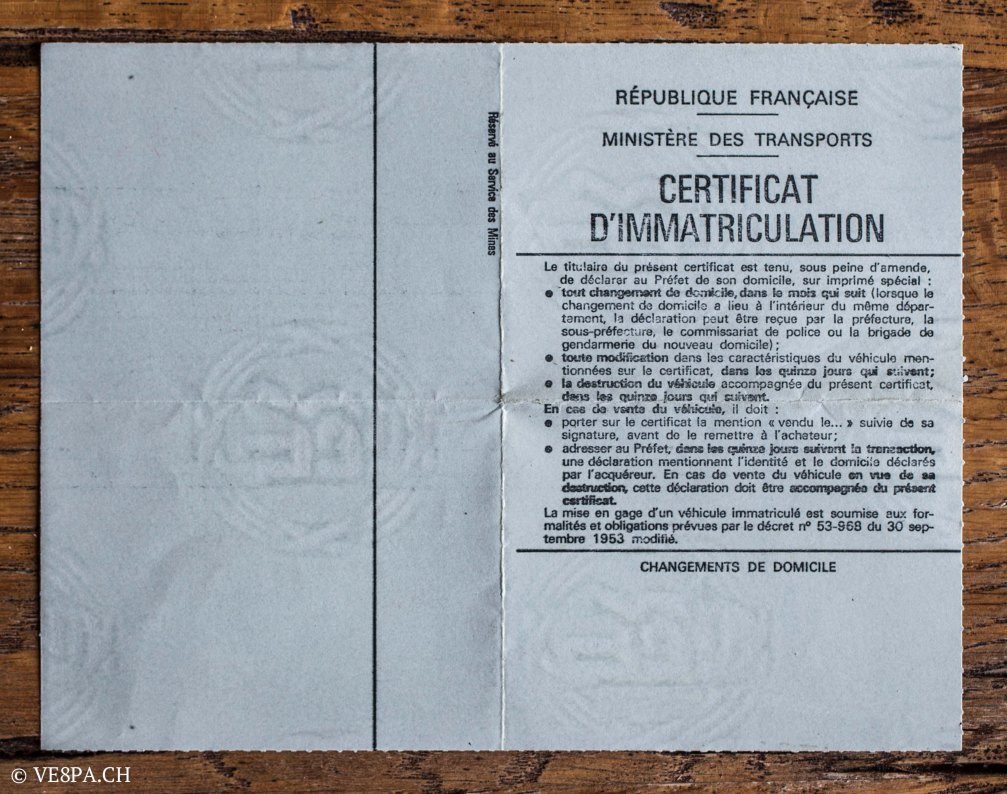 Réservé au Service des Mines
RÉPUBLIQUE FRANÇAISE
MINISTÈRE DES TRANSPORTS
CERTIFICAT
D'IMMATRICULATION
Le titulaire du présent certificat est tenu, sous peine d'amende,
de déclarer au Préfet de son domicile, sur imprimé spécial :
● tout changement de domicile, dans le mois qui suit (lorsque le
changement de domicile a lieu à l'intérieur du même dépar-
tement, la déclaration peut être reçue par la préfecture, la
sous-préfecture, le commissariat de police ou la brigade de
gendarmerie du nouveau domicile) ;
● toute modification dans les caractéristiques du véhicule men-
tionnées sur le certificat, dans les quinze jours qui suivent;
● la destruction du véhicule accompagnée du présent certificat,
dans les quinze jours qui suivent.
En cas de vente du véhicule, il doit :
● porter sur le certificat la mention « vendu le... » suivie de sa
signature, avant de le remettre à l'acheteur;
● adresser au Préfet, dans les quinze jours suivant la transaction,
une déclaration mentionnant l'identité et le domicile déclarés
par l'acquéreur. En cas de vente du véhicule en vue de sa
destruction, cette déclaration doit être accompagnée du présent
certificat.
La mise en gage d'un véhicule immatriculé est soumise aux for-
malités et obligations prévues par le décret nº 53-968 du 30 sep-
tembre 1953 modifié.
CHANGEMENTS DE DOMICILE
© VE8PA.CH